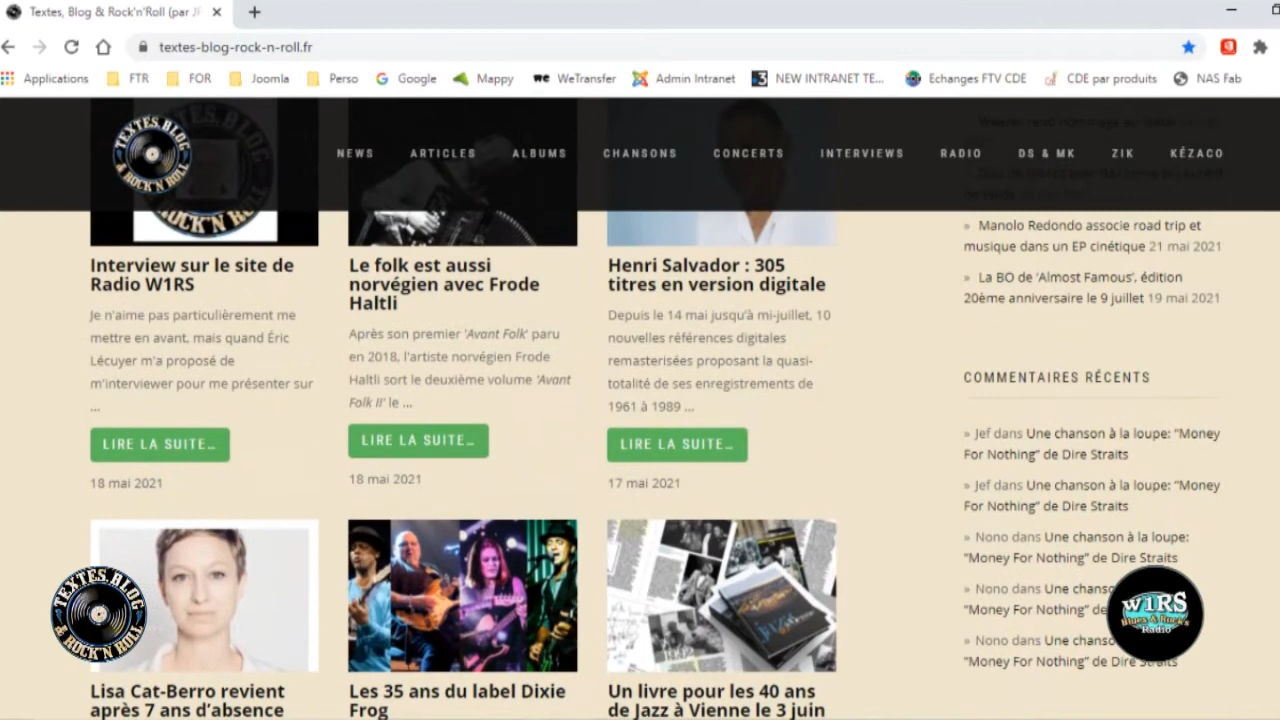 Textes, Blog & Rock'n'Roll (par JF
textes-blog-rock-n-roll.fr
Applications FTR FOR Joomla Perso Google Mappy WeTransfer Admin Intranet NEW INTRANET TE... Echanges FTV CDE CDE par produits NAS Fab
TEXTES, BLOG & ROCK'N ROLL
NEWS ARTICLES ALBUMS CHANSONS CONCERTS INTERVIEWS RADIO DS & MK ZIK KÉZACO
Interview sur le site de
Radio W1RS
Je n'aime pas particulièrement me
mettre en avant, mais quand Éric
Lécuyer m'a proposé de
m'interviewer pour me présenter sur
...
LIRE LA SUITE...
18 mai 2021
Le folk est aussi
norvégien avec Frode
Haltli
Après son premier 'Avant Folk' paru
en 2018, l'artiste norvégien Frode
Haltli sort le deuxième volume 'Avant
Folk II' le ...
LIRE LA SUITE...
18 mai 2021
Henri Salvador : 305
titres en version digitale
Depuis le 14 mai jusqu'à mi-juillet, 10
nouvelles références digitales
remasterisées proposant la quasi-
totalité de ses enregistrements de
1961 à 1989 ...
LIRE LA SUITE...
17 mai 2021
» Manolo Redondo associe road trip et
musique dans un EP cinétique 21 mai 2021
» La BO de 'Almost Famous', édition
20ème anniversaire le 9 juillet 19 mai 2021
COMMENTAIRES RÉCENTS
» Jef dans Une chanson à la loupe: "Money
For Nothing" de Dire Straits
» Jef dans Une chanson à la loupe: "Money
For Nothing" de Dire Straits
» Nono dans Une chanson à la loupe:
"Money For Nothing" de Dire Straits
» Nono dans Une chanso
"Money For Nothing" de
» Nono dans Une chanso
"Money For Nothing" de Dire Straits
TEXTES, BLOG & ROCK'N ROLL
W1RS
Blues & Rock's
Radio
Lisa Cat-Berro revient
après 7 ans d'absence
Les 35 ans du label Dixie
Frog
Un livre pour les 40 ans
de Jazz à Vienne le 3 juin